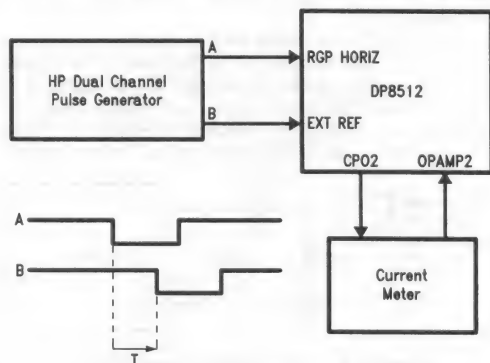 A
HP Dual Channel
Pulse Generator
B
RGP HORIZ
DP8512
EXT REF
CPO2 OPAMP2
A
B
T
Current
Meter